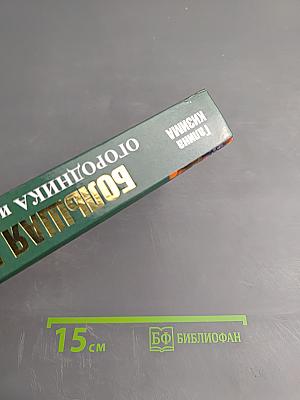 Галина
КИЗИМА
БОЛЬШАЯ
ОГОРОДНИКА И
15 см
БФ БИБЛИОФАН